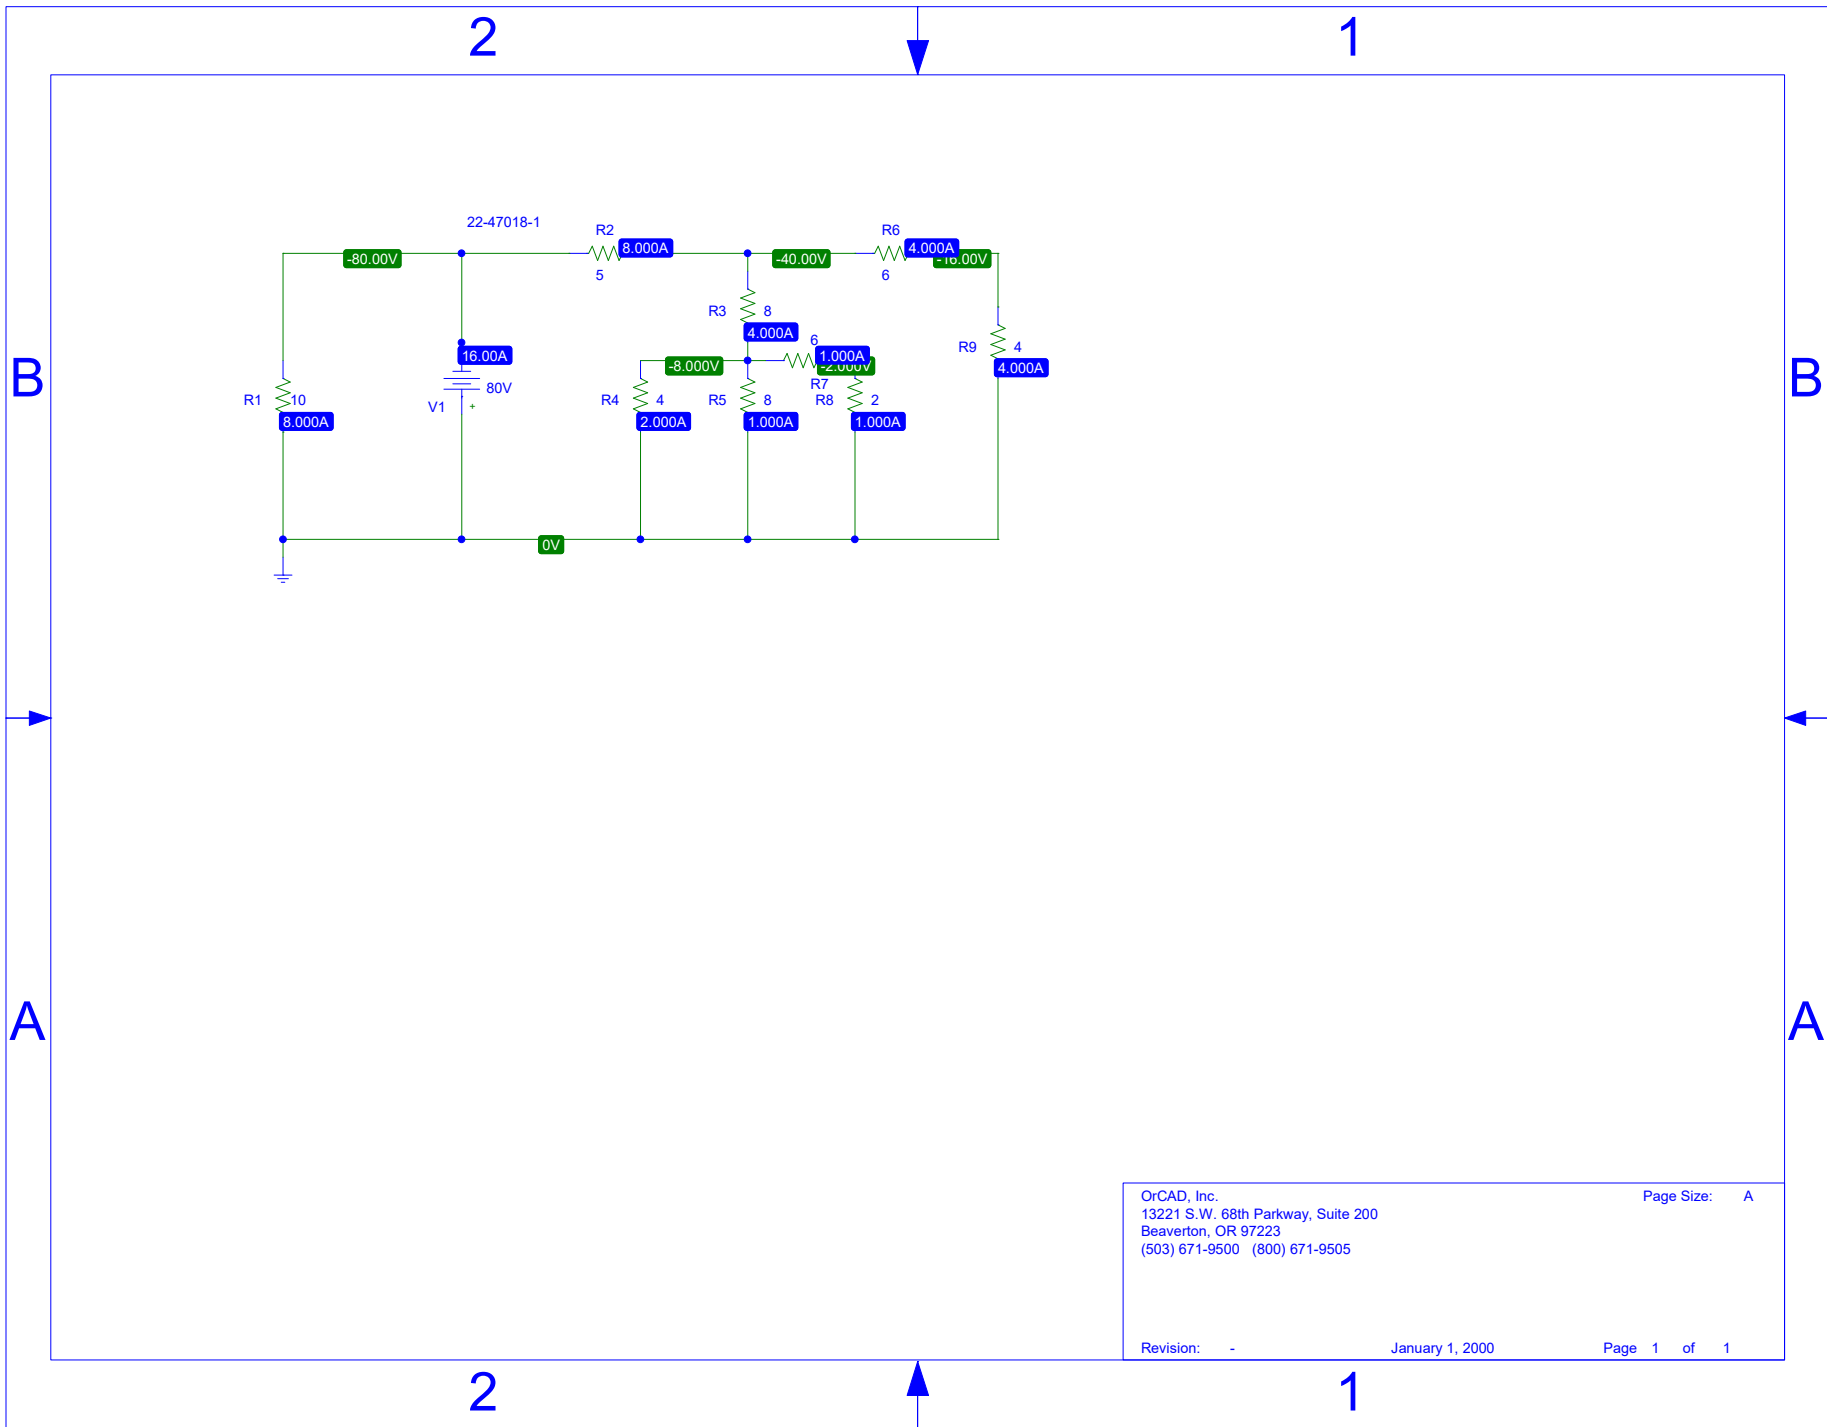 2 1
22-47018-1
R2 R6
8.000A 4.000A
-80.00V -40.00V -16.00V
5 6
R3 8
4.000A 6
R9 4
16.00A 1.000A
-8.000V -2.000V
4.000A
80V R7
R1 10 V1 + R4 4 R5 8 R8 2
8.000A 2.000A 1.000A 1.000A
0V
B B
A A
OrCAD, Inc. Page Size: A
13221 S.W. 68th Parkway, Suite 200
Beaverton, OR 97223
(503) 671-9500 (800) 671-9505
Revision: - January 1, 2000 Page 1 of 1
2 1